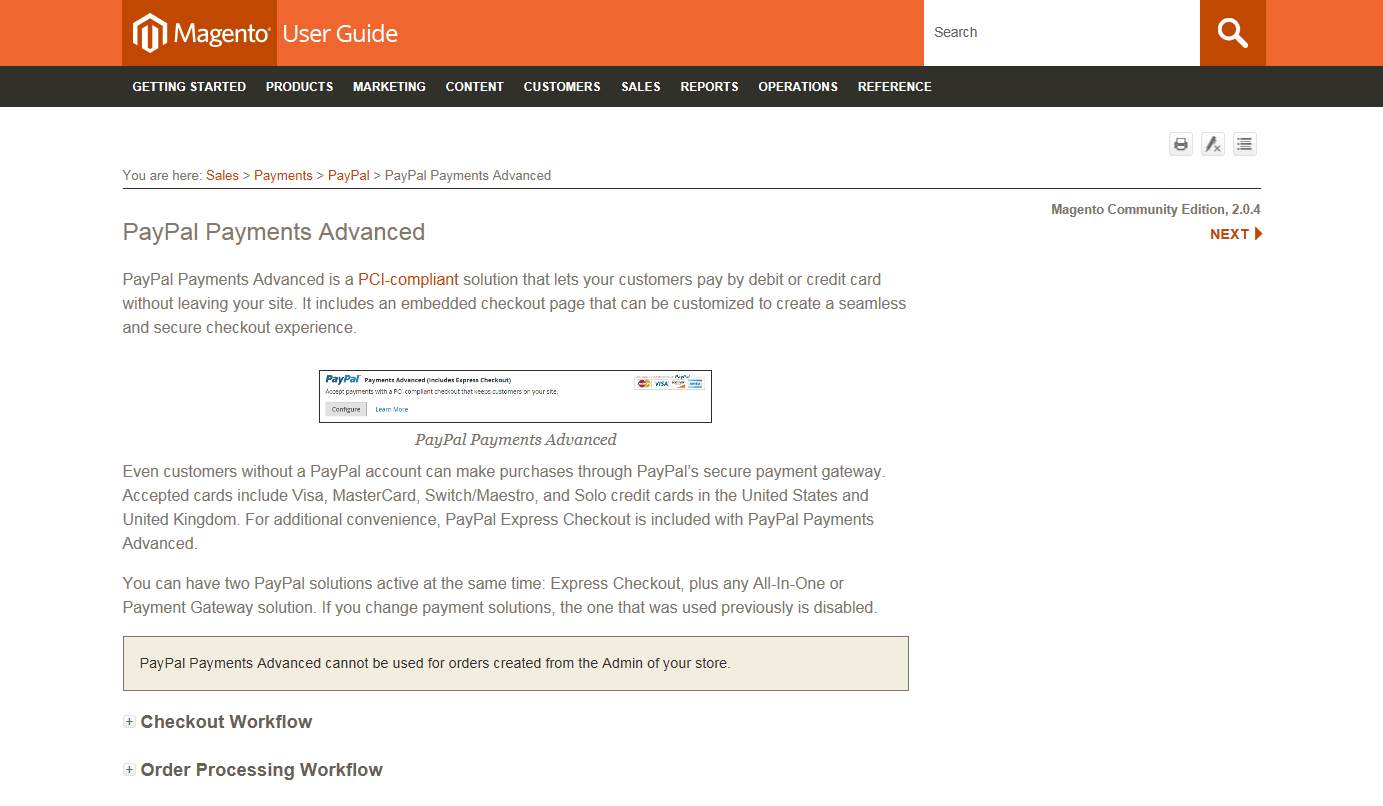 Magento User Guide
Search
GETTING STARTED PRODUCTS MARKETING CONTENT CUSTOMERS SALES REPORTS OPERATIONS REFERENCE
You are here: Sales > Payments > PayPal > PayPal Payments Advanced
Magento Community Edition, 2.0.4
NEXT
PayPal Payments Advanced
PayPal Payments Advanced is a PCI-compliant solution that lets your customers pay by debit or credit card
without leaving your site. It includes an embedded checkout page that can be customized to create a seamless
and secure checkout experience.
PayPal Payments Advanced (Includes Express Checkout)
PayPal
VISA
Accept payments with a PCI-compliant checkout that keeps customers on your site.
Configure Learn More
PayPal Payments Advanced
Even customers without a PayPal account can make purchases through PayPal’s secure payment gateway.
Accepted cards include Visa, MasterCard, Switch/Maestro, and Solo credit cards in the United States and
United Kingdom. For additional convenience, PayPal Express Checkout is included with PayPal Payments
Advanced.
You can have two PayPal solutions active at the same time: Express Checkout, plus any All-In-One or
Payment Gateway solution. If you change payment solutions, the one that was used previously is disabled.
PayPal Payments Advanced cannot be used for orders created from the Admin of your store.
Checkout Workflow
Order Processing Workflow